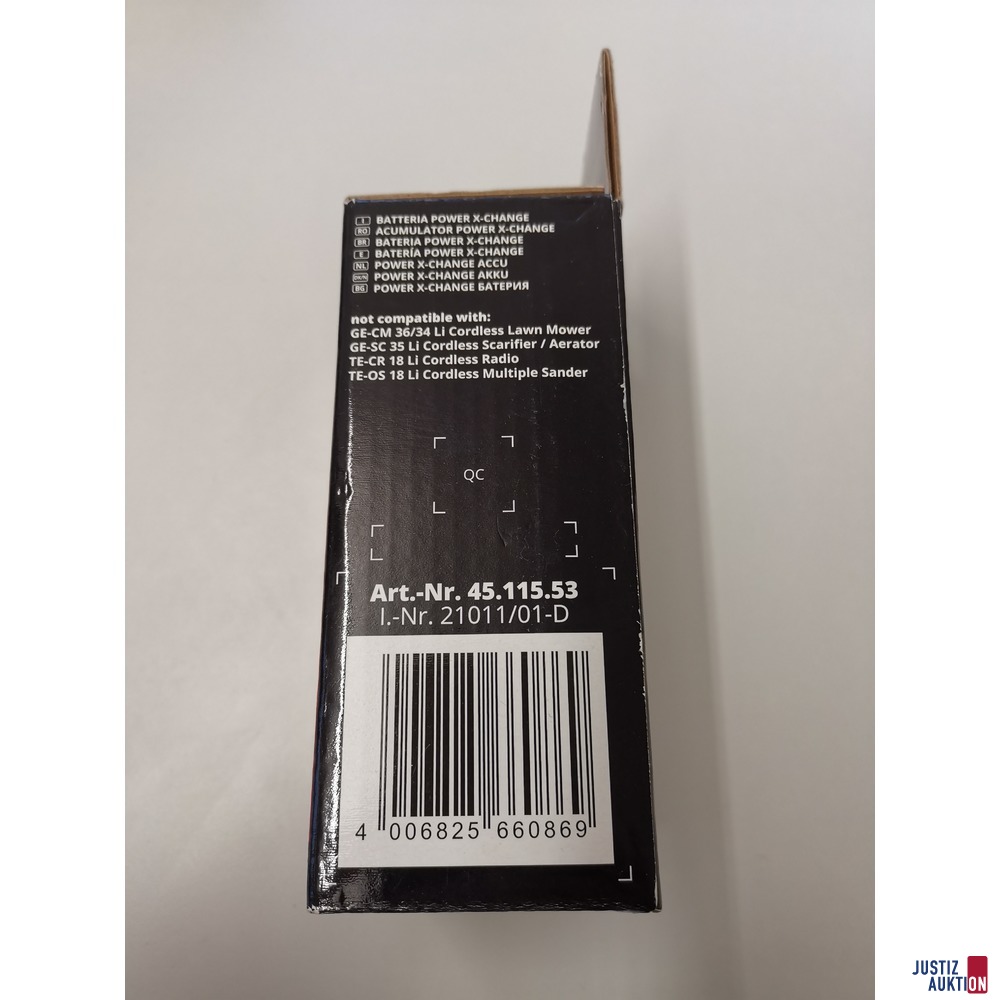 I BATTERIA POWER X-CHANGE
RO ACUMULATOR POWER X-CHANGE
BR BATERIA POWER X-CHANGE
E BATERÍA POWER X-CHANGE
NL POWER X-CHANGE ACCU
DK/N POWER X-CHANGE AKKU
BG POWER X-CHANGE БАТЕРИЯ
not compatible with:
GE-CM 36/34 Li Cordless Lawn Mower
GE-SC 35 Li Cordless Scarifier / Aerator
TE-CR 18 Li Cordless Radio
TE-OS 18 Li Cordless Multiple Sander
QC
Art.-Nr. 45.115.53
I.-Nr. 21011/01-D
4 006825 660869
JUSTIZ
AUKTION